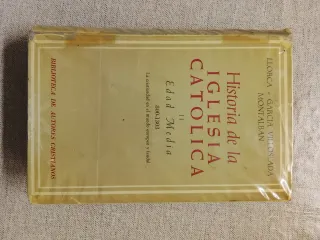 LLORCA - GARCIA VILLOSLADA
MONTALBAN
Historia de la
IGLESIA
CATOLICA
II
Edad Media
800-1303
La cristiandad en el mundo europeo y feudal
BIBLIOTECA DE AUTORES CRISTIANOS